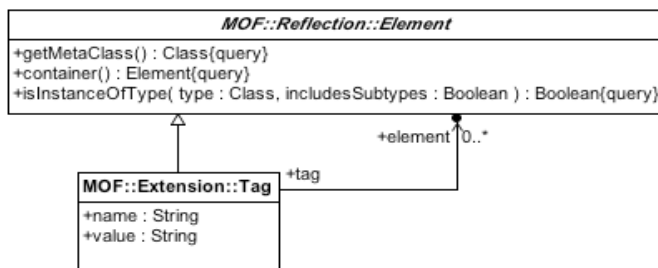 MOF::Reflection::Element
+getMetaClass() : Class{query}
+container() : Element{query}
+isInstanceOfType( type : Class, includesSubtypes : Boolean ) : Boolean{query}
+element 0..*
+tag
MOF::Extension::Tag
+name : String
+value : String